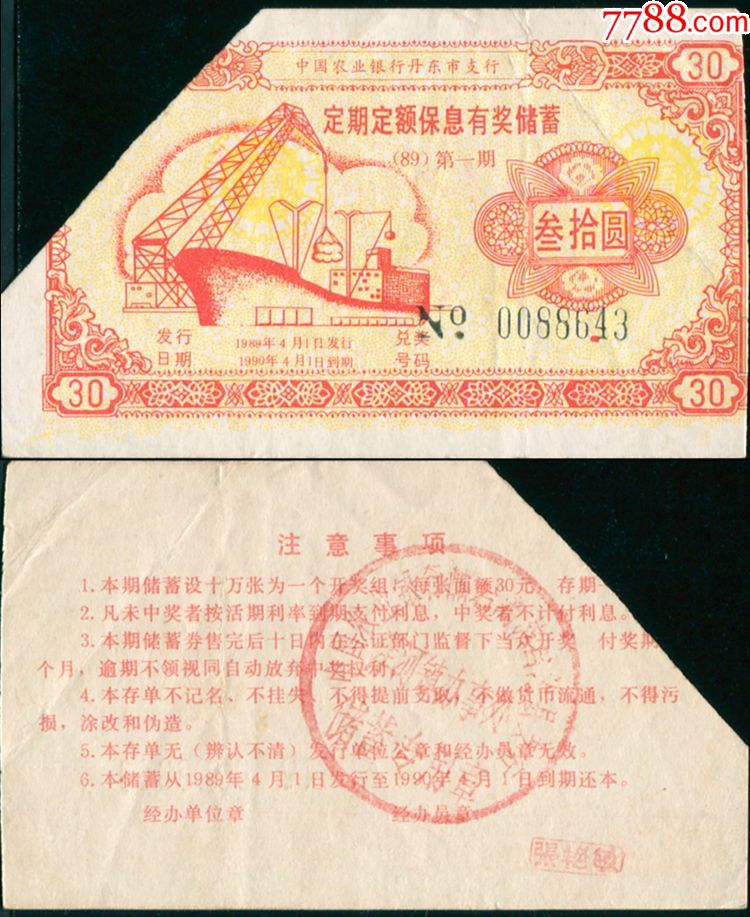 7788.com
中国农业银行丹东市支行
30
定期定额保息有奖储蓄
(89)第一期
叁拾圆
发行日期
1989年4月1日发行
1990年4月1日到期
兑奖号码
No 0088643
30
30
注意事项
1.本期储蓄设十万张为一个开奖组，每张面额30元，存期一
2.凡未中奖者按活期利率到期支付利息，中奖者不计付利息。
3.本期储蓄券售完后十日内在公证部门监督下当众开奖 付奖期
个月，逾期不领视同自动放弃中奖权利，
4.本存单不记名、不挂失、不得提前支取，不做货币流通，不得污
损，涂改和伪造。
5.本存单无（辨认不清）发行单位公章和经办员章无效。
6.本储蓄从1989年4月1日发行至1990年4月1日到期还本。
经办单位章 经办员章
張艳敏